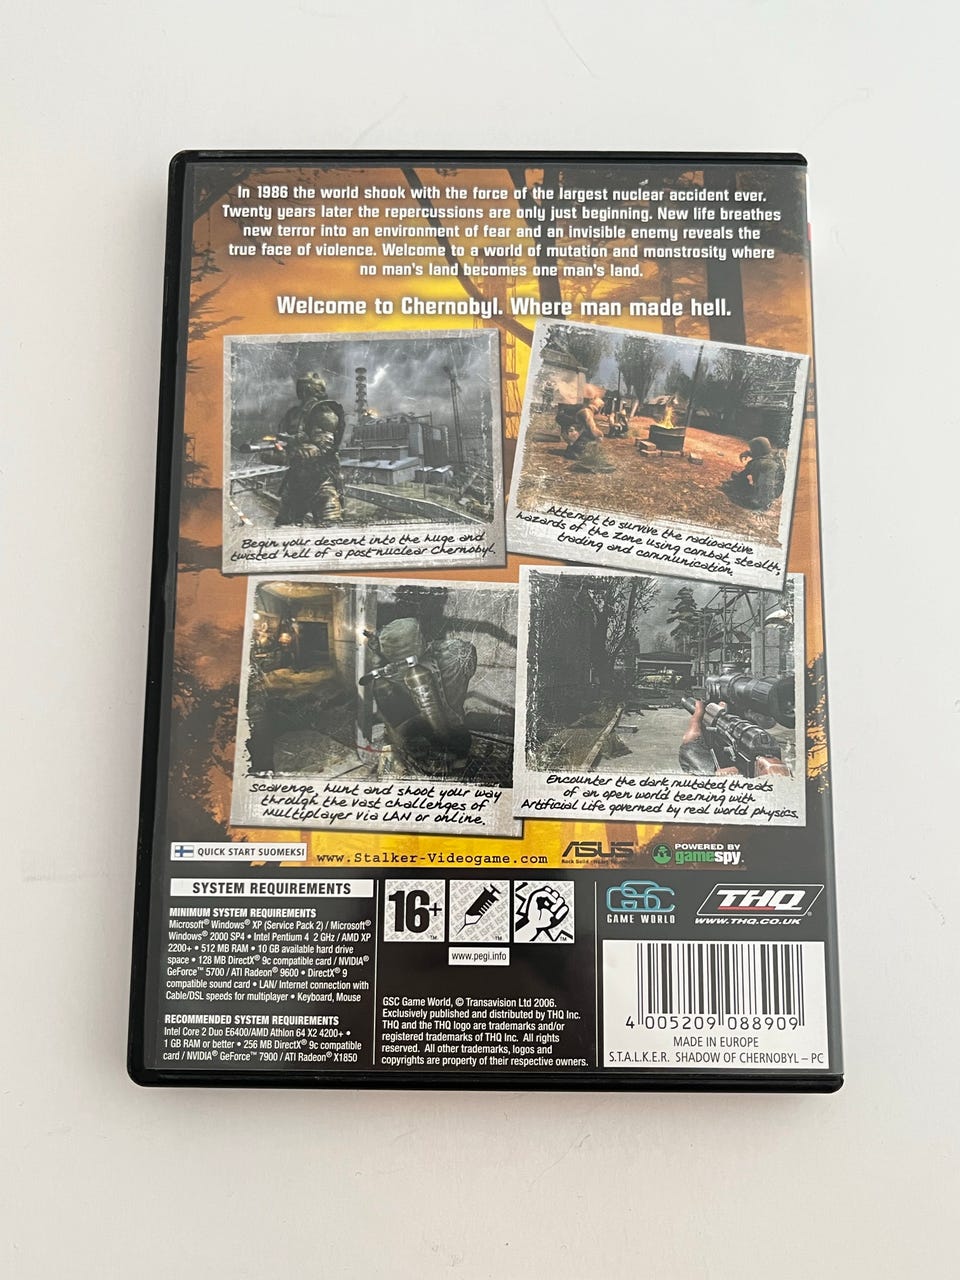 In 1986 the world shook with the force of the largest nuclear accident ever.
Twenty years later the repercussions are only just beginning. New life breathes
new terror into an environment of fear and an invisible enemy reveals the
true face of violence. Welcome to a world of mutation and monstrosity where
no man's land becomes one man's land.
Welcome to Chernobyl. Where man made hell.
Begin your descent into the huge and
twisted hell of a post-nuclear Chernobyl.
Attempt to survive the radioactive
hazards of the Zone using combat, stealth,
trading and communication.
Scavenge, hunt and shoot your way
through the vast challenges of
Multiplayer via LAN or online.
Encounter the dark, mutated threats
of an open world teeming with
Artificial Life governed by real world physics.
QUICK START SUOMEKSI
www.Stalker-Videogame.com
ASUS
POWERED BY
gamespy.
SYSTEM REQUIREMENTS
MINIMUM SYSTEM REQUIREMENTS
Microsoft® Windows® XP (Service Pack 2) / Microsoft®
Windows® 2000 SP4 • Intel Pentium 4 2 GHz / AMD XP
2200+ • 512 MB RAM • 10 GB available hard drive
space • 128 MB DirectX® 9c compatible card / NVIDIA®
GeForce™ 5700 / ATI Radeon® 9600 • DirectX® 9
compatible sound card • LAN/ Internet connection with
Cable/DSL speeds for multiplayer • Keyboard, Mouse
RECOMMENDED SYSTEM REQUIREMENTS
Intel Core 2 Duo E6400/AMD Athlon 64 X2 4200+ •
1 GB RAM or better • 256 MB DirectX® 9c compatible
card / NVIDIA® GeForce™ 7900 / ATI Radeon® X1850
16+
www.pegi.info
GSC Game World, © Transavision Ltd 2006.
Exclusively published and distributed by THQ Inc.
THQ and the THQ logo are trademarks and/or
registered trademarks of THQ Inc. All rights
reserved. All other trademarks, logos and
copyrights are property of their respective owners.
GSC
GAME WORLD
THQ®
WWW.THQ.CO.UK
4 005209 088909
MADE IN EUROPE
S.T.A.L.K.E.R. SHADOW OF CHERNOBYL – PC